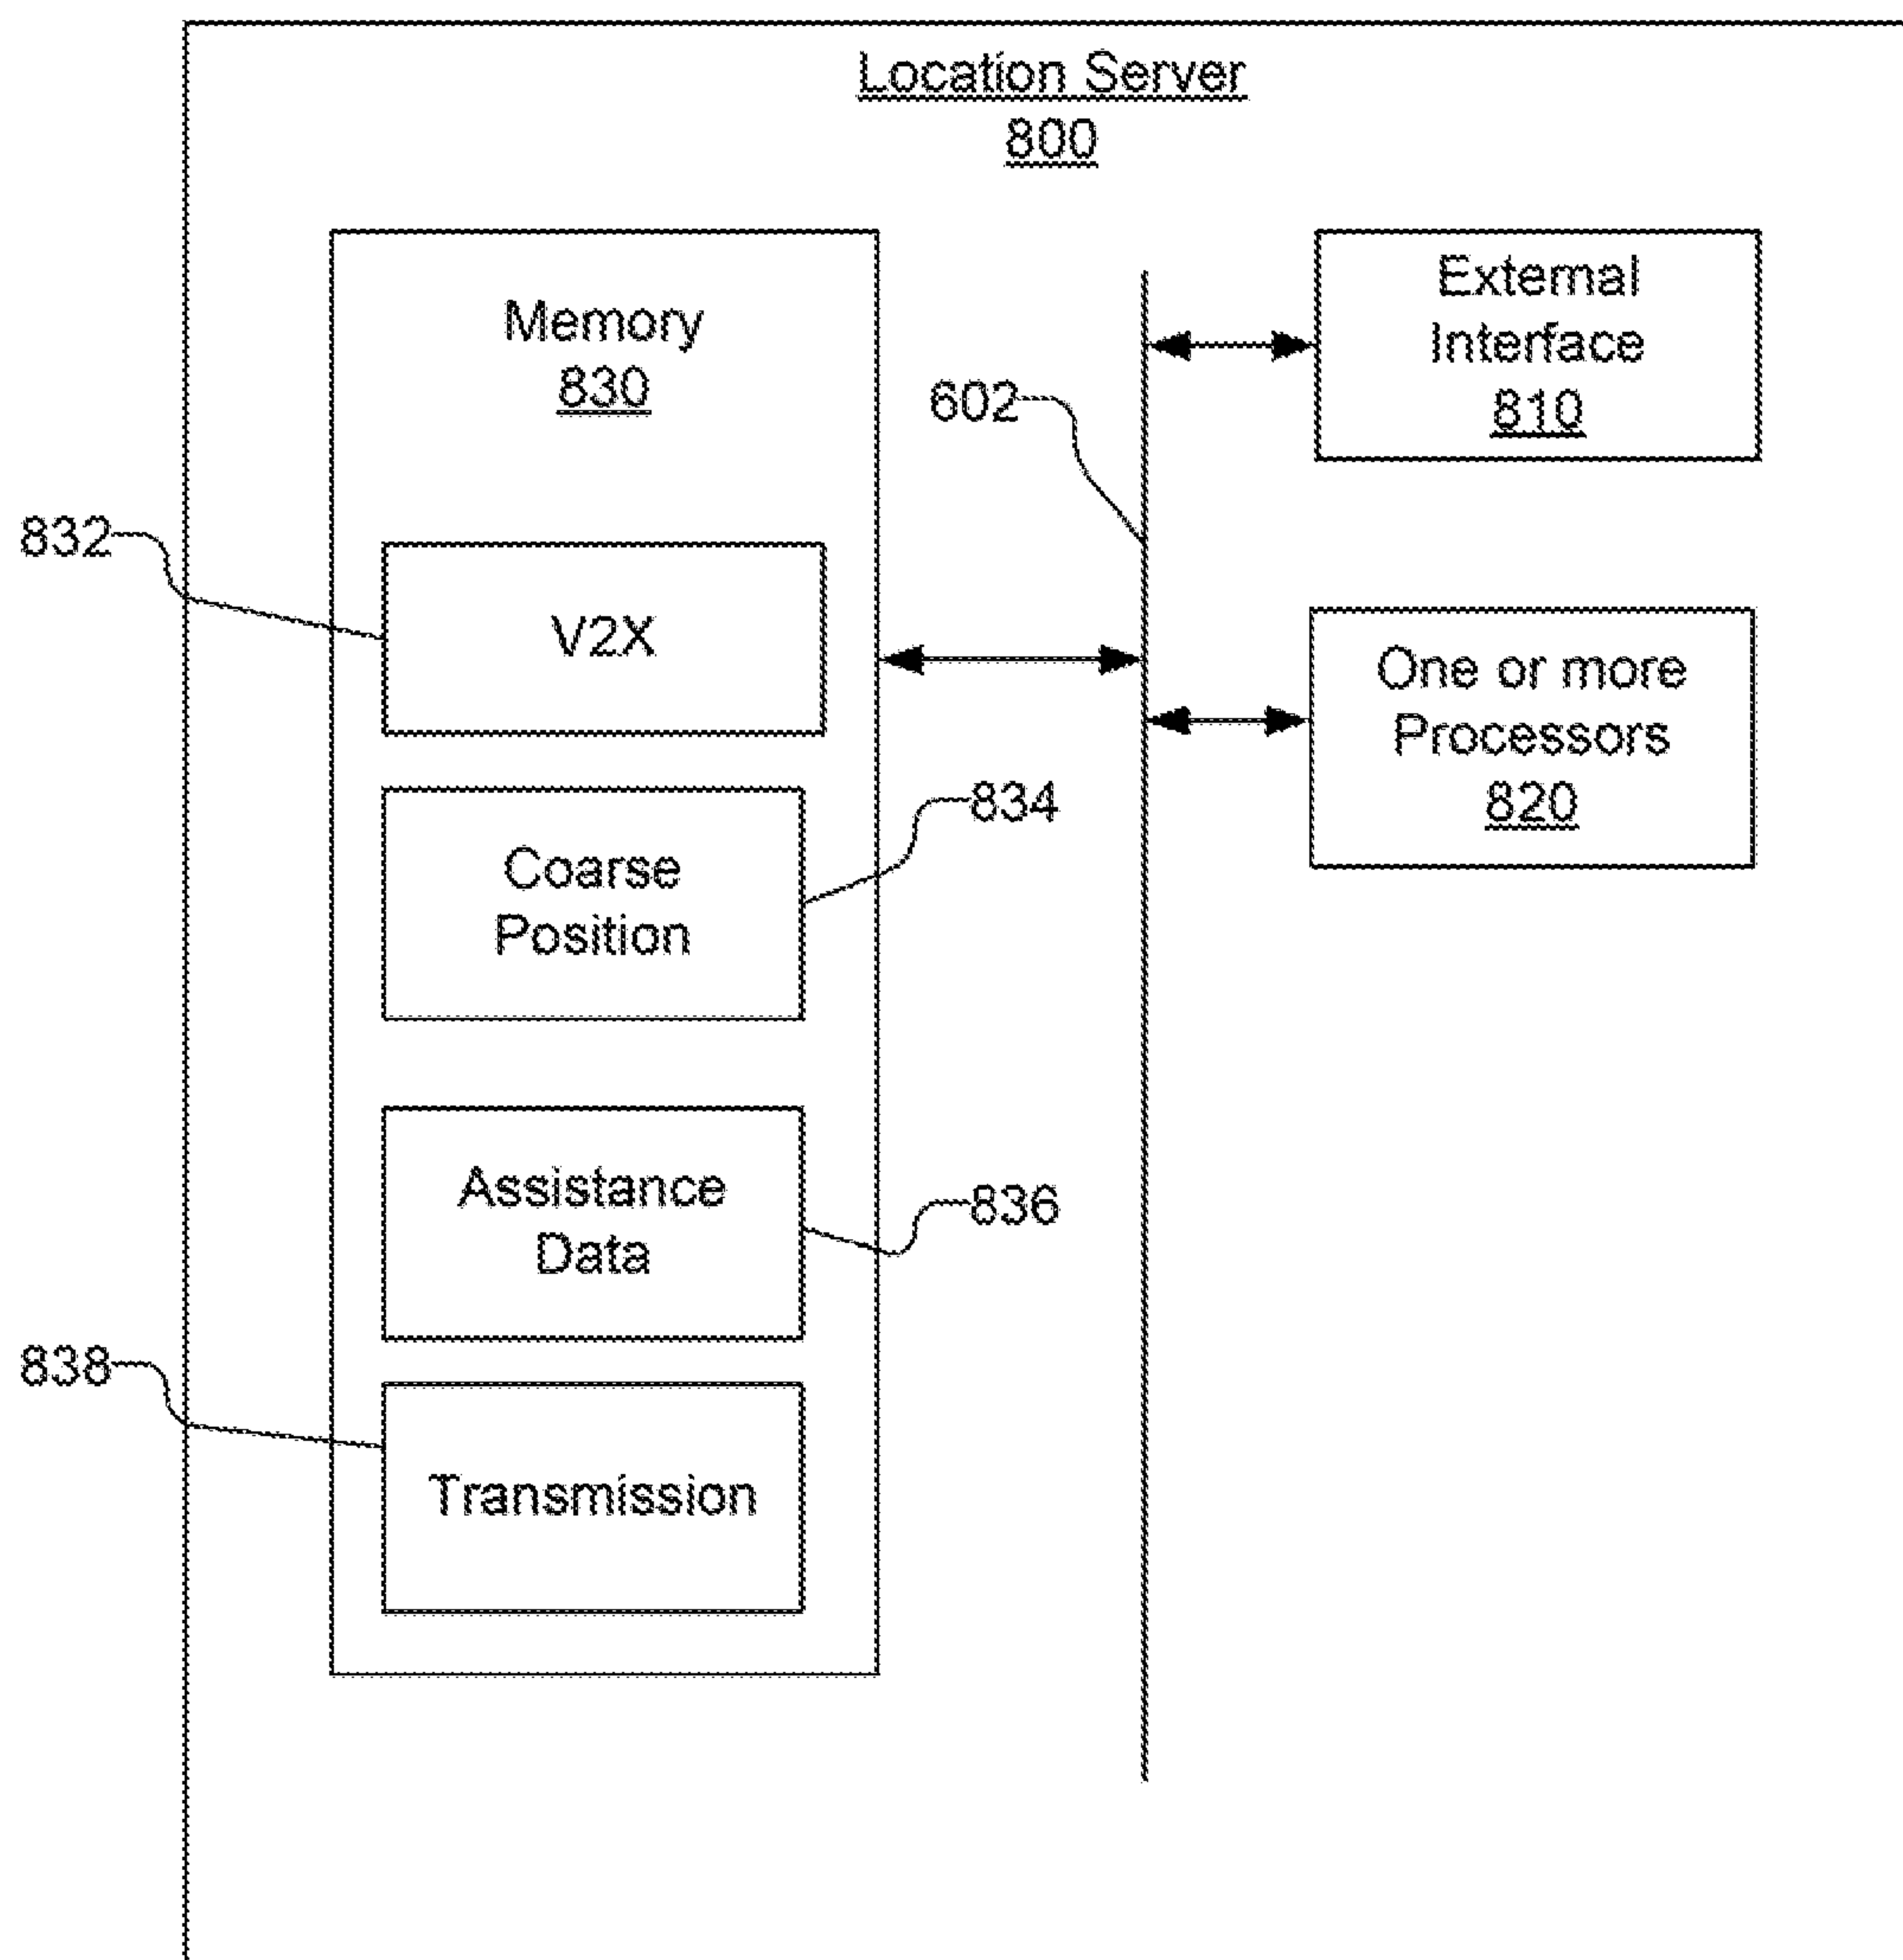 Location Server
800
Memory
830
External
Interface
810
602
832
V2X
One or more
Processors
820
834
Coarse
Position
Assistance
Data
836
838
Transmission